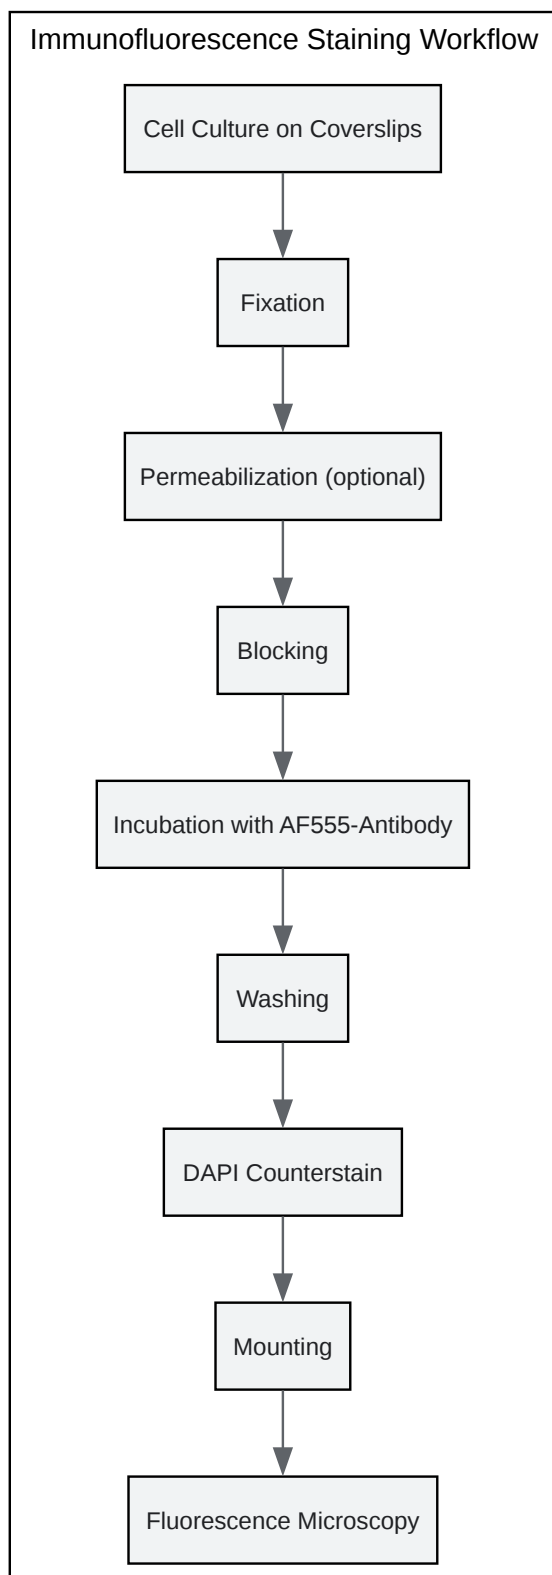 Immunofluorescence Staining Workflow
Cell Culture on Coverslips
Fixation
Permeabilization (optional)
Blocking
Incubation with AF555-Antibody
Washing
DAPI Counterstain
Mounting
Fluorescence Microscopy